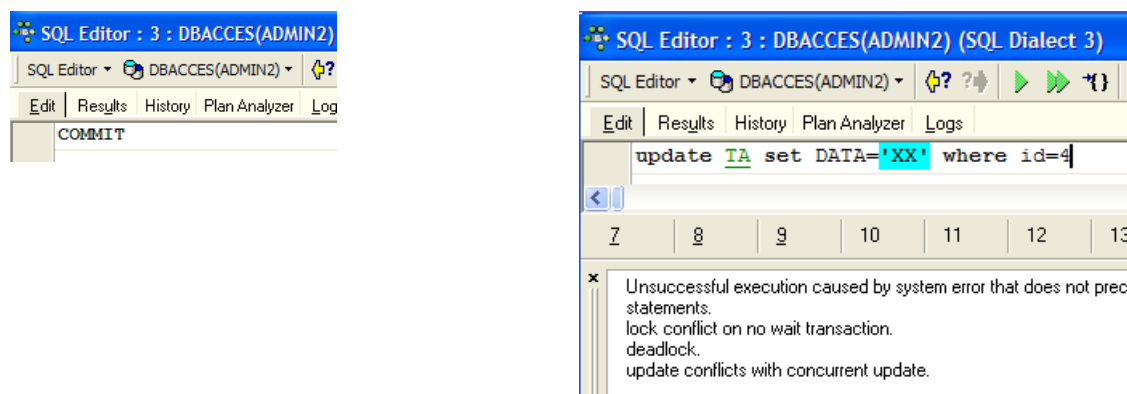 SQL Editor : 3 : DBACCES(ADMIN2)
SQL Editor DBACCES(ADMIN2) ?
Edit Results History Plan Analyzer Log
COMMIT
SQL Editor : 3 : DBACCES(ADMIN2) (SQL Dialect 3)
SQL Editor DBACCES(ADMIN2) ? ? {}
Edit Results History Plan Analyzer Logs
update TA set DATA='XX' where id=4
7 8 9 10 11 12 13
Unsuccessful execution caused by system error that does not prec
statements.
lock conflict on no wait transaction.
deadlock.
update conflicts with concurrent update.